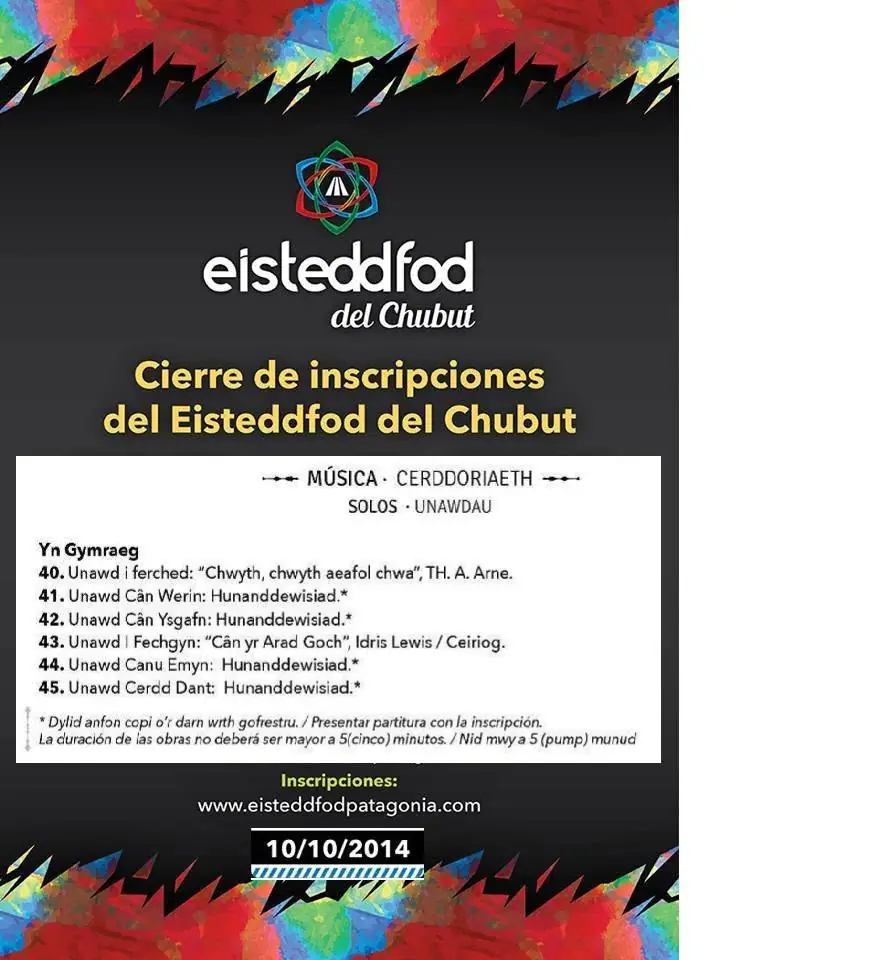 eisteddfod
del Chubut
Cierre de inscripciones
del Eisteddfod del Chubut
MÚSICA · CERDDORIAETH
SOLOS · UNAWDAU
Yn Gymraeg
40. Unawd i ferched: “Chwyth, chwyth aeafol chwa”, TH. A. Arne.
41. Unawd Cân Werin: Hunanddewisiad.*
42. Unawd Cân Ysgafn: Hunanddewisiad.*
43. Unawd I Fechgyn: “Cân yr Arad Goch”, Idris Lewis / Ceiriog.
44. Unawd Canu Emyn: Hunanddewisiad.*
45. Unawd Cerdd Dant: Hunanddewisiad.*
* Dylid anfon copi o'r darn wrth gofrestru. / Presentar partitura con la inscripción.
La duración de las obras no deberá ser mayor a 5(cinco) minutos. / Nid mwy a 5 (pump) munud
Inscripciones:
www.eisteddfodpatagonia.com
10/10/2014